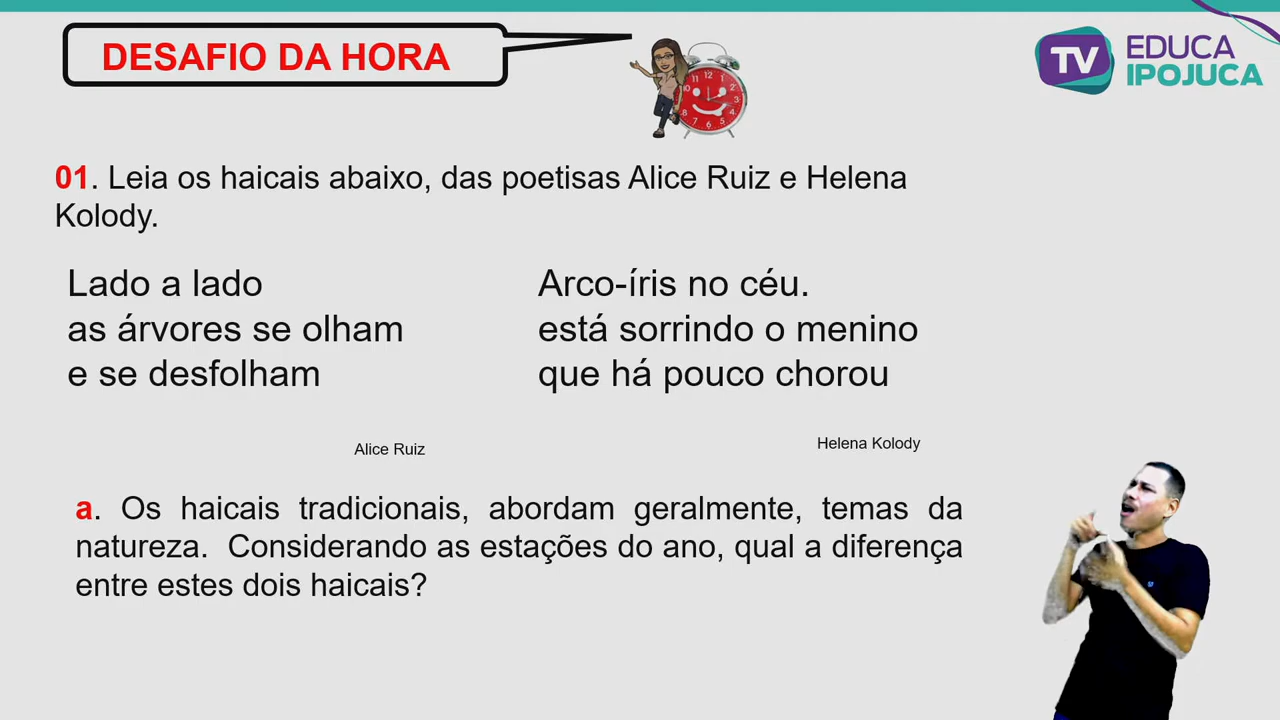 DESAFIO DA HORA
TV EDUCA
IPOJUCA
01. Leia os haicais abaixo, das poetisas Alice Ruiz e Helena
Kolody.
Lado a lado
as árvores se olham
e se desfolham
Alice Ruiz
Arco-íris no céu.
está sorrindo o menino
que há pouco chorou
Helena Kolody
a. Os haicais tradicionais, abordam geralmente, temas da
natureza. Considerando as estações do ano, qual a diferença
entre estes dois haicais?